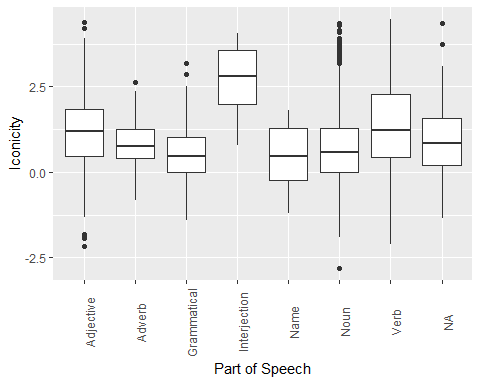 Iconicity
2.5
0.0
-2.5
Adjective
Adverb
Grammatical
Interjection
Name
Noun
Verb
NA
Part of Speech